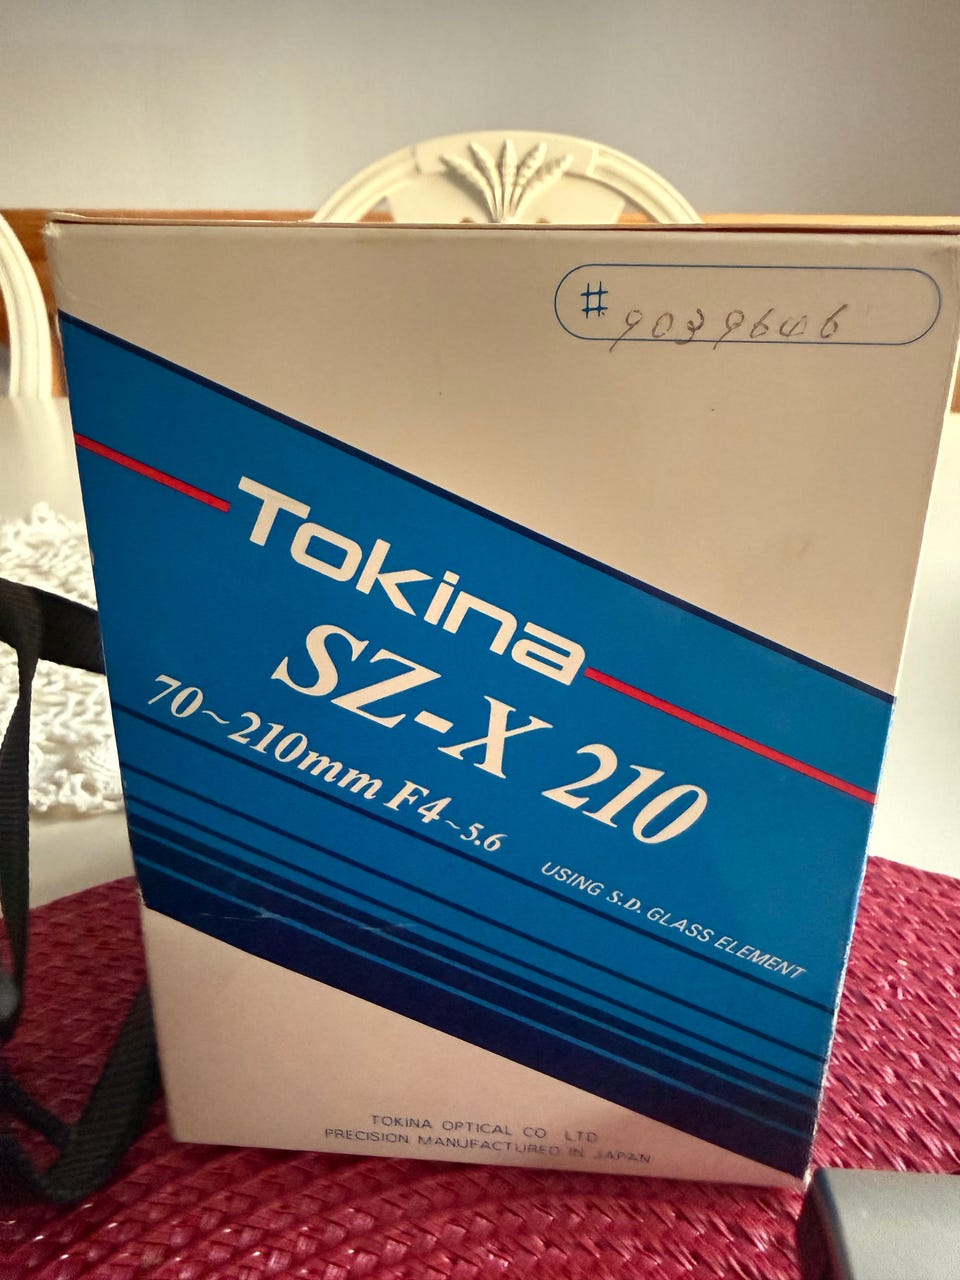 # 9039646
Tokina
SZ-X 210
70~210mm F4~5.6
USING S.D. GLASS ELEMENT
TOKINA OPTICAL CO LTD
PRECISION MANUFACTURED IN JAPAN